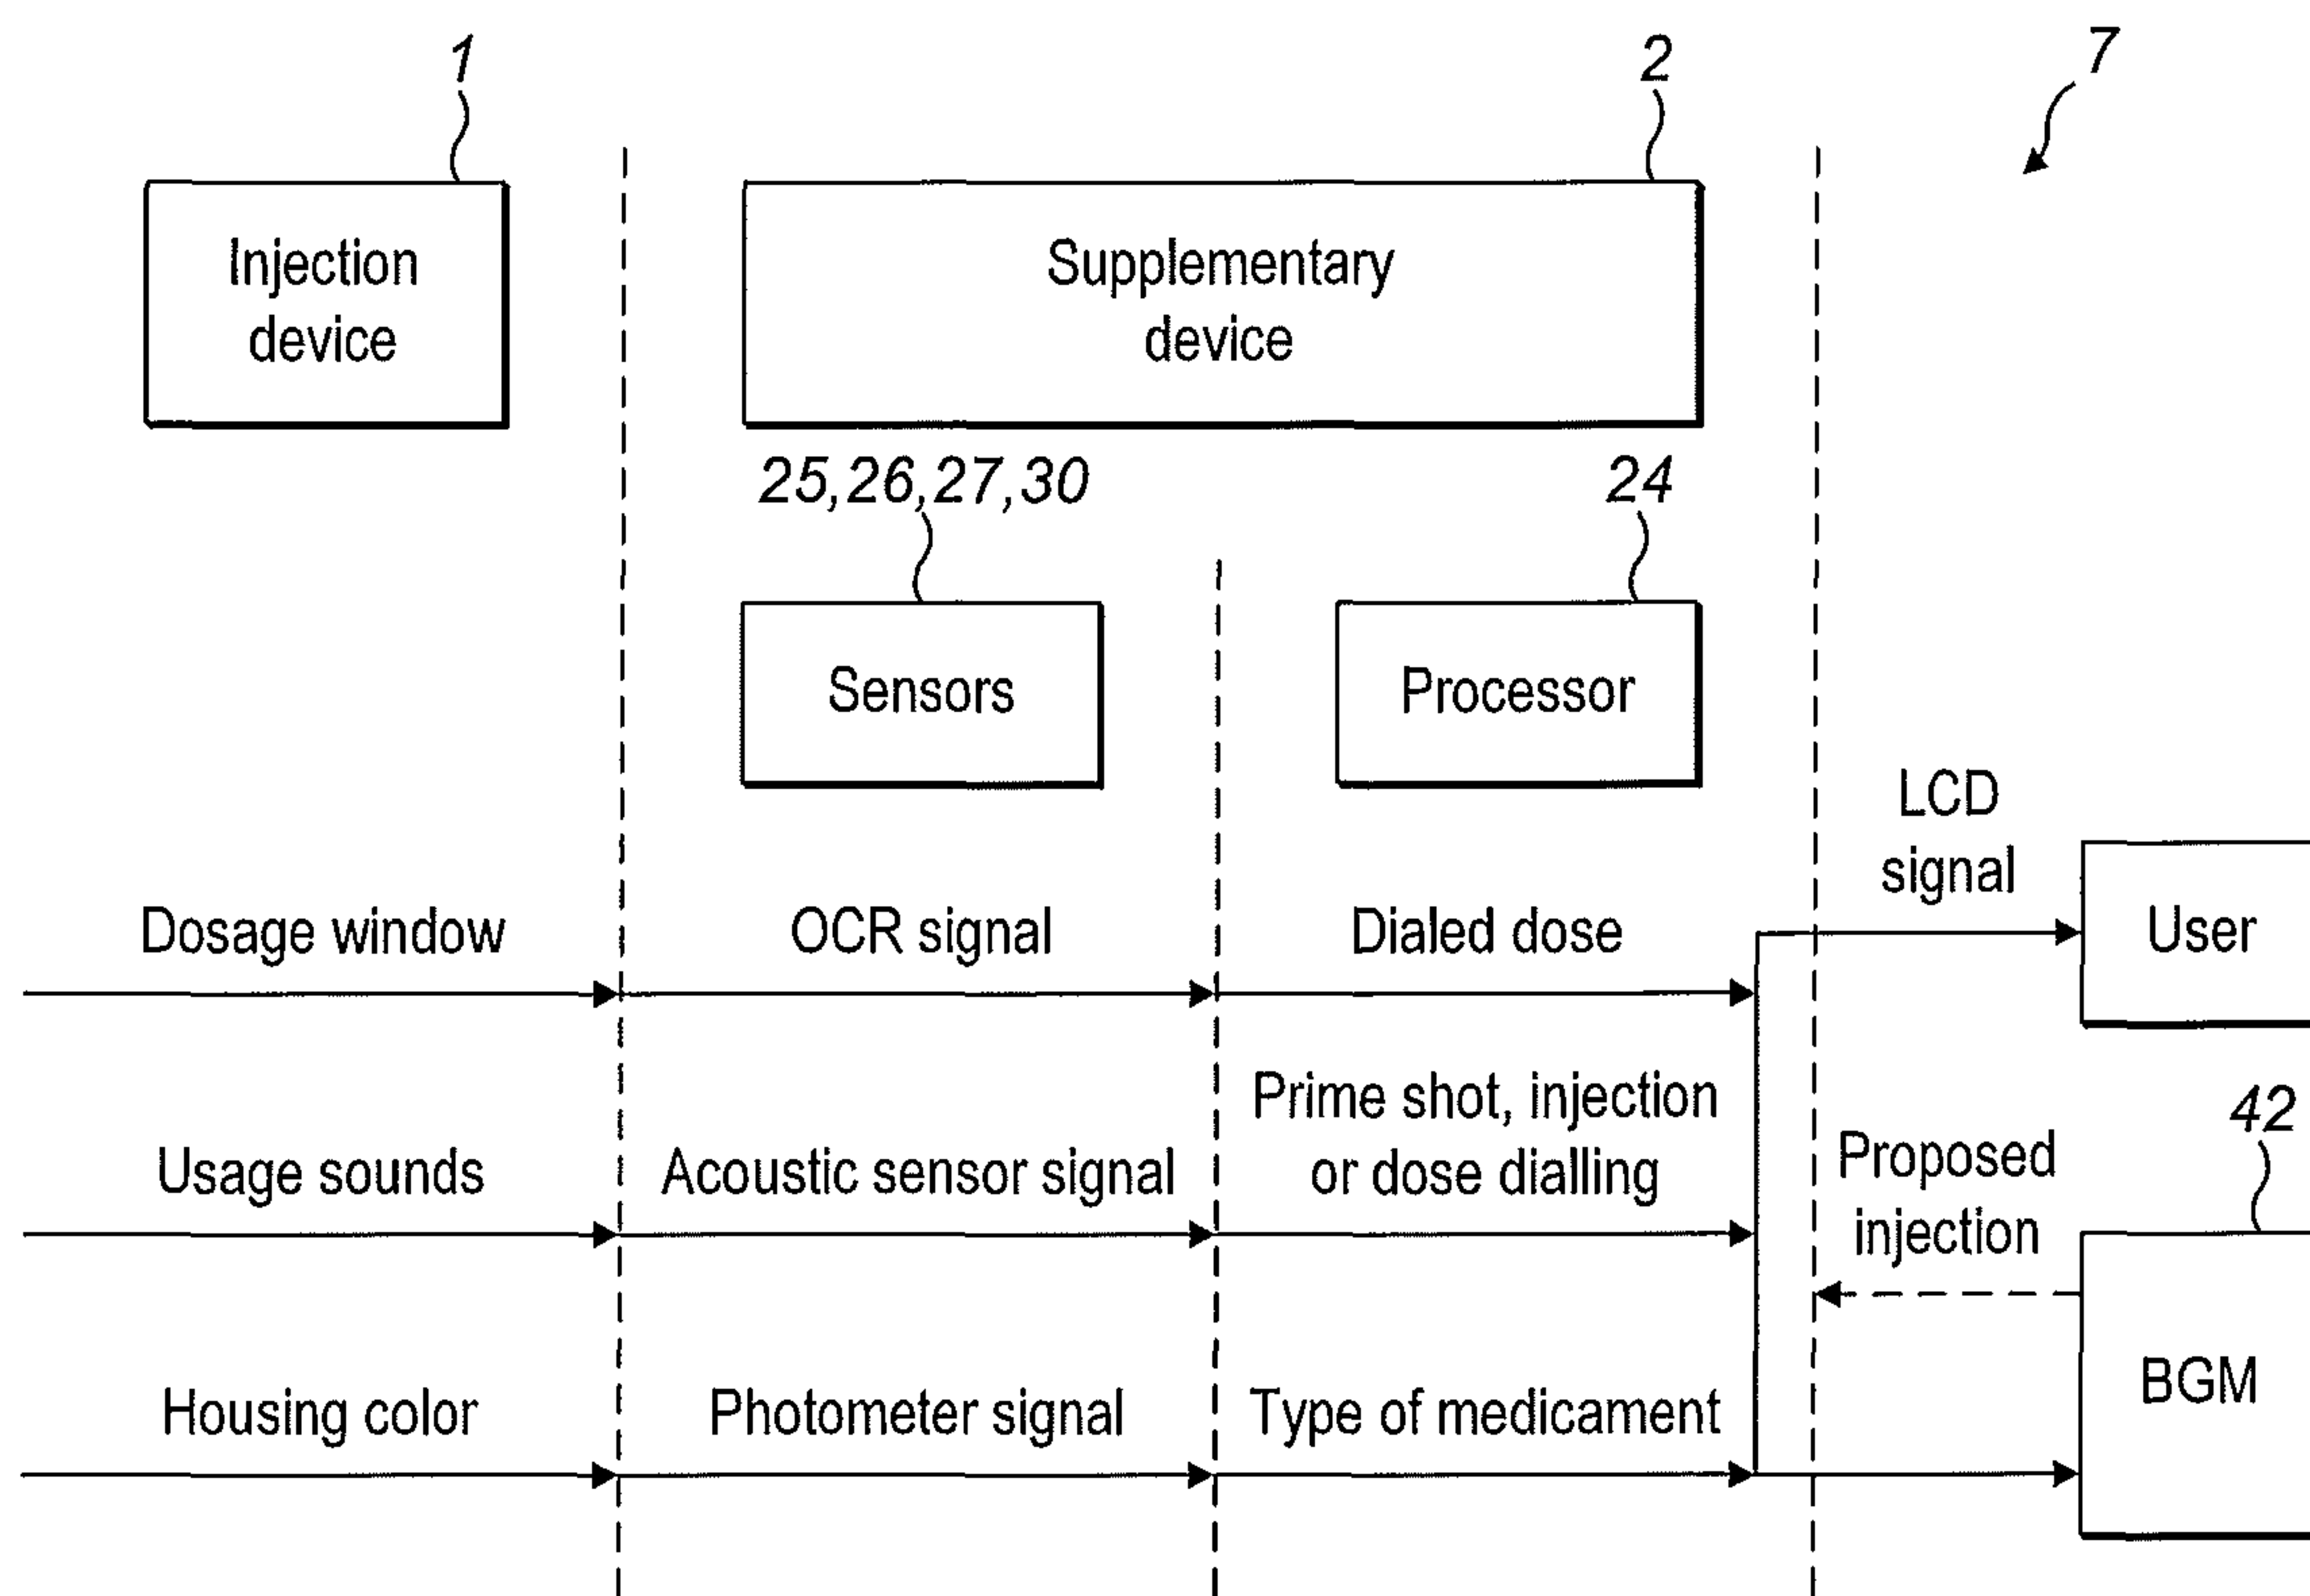 1
2
7
Injection
device
Supplementary
device
25,26,27,30
24
Sensors
Processor
LCD
signal
User
Dosage window
OCR signal
Dialed dose
Prime shot, injection
or dose dialling
Usage sounds
Acoustic sensor signal
Proposed
injection
42
BGM
Housing color
Photometer signal
Type of medicament